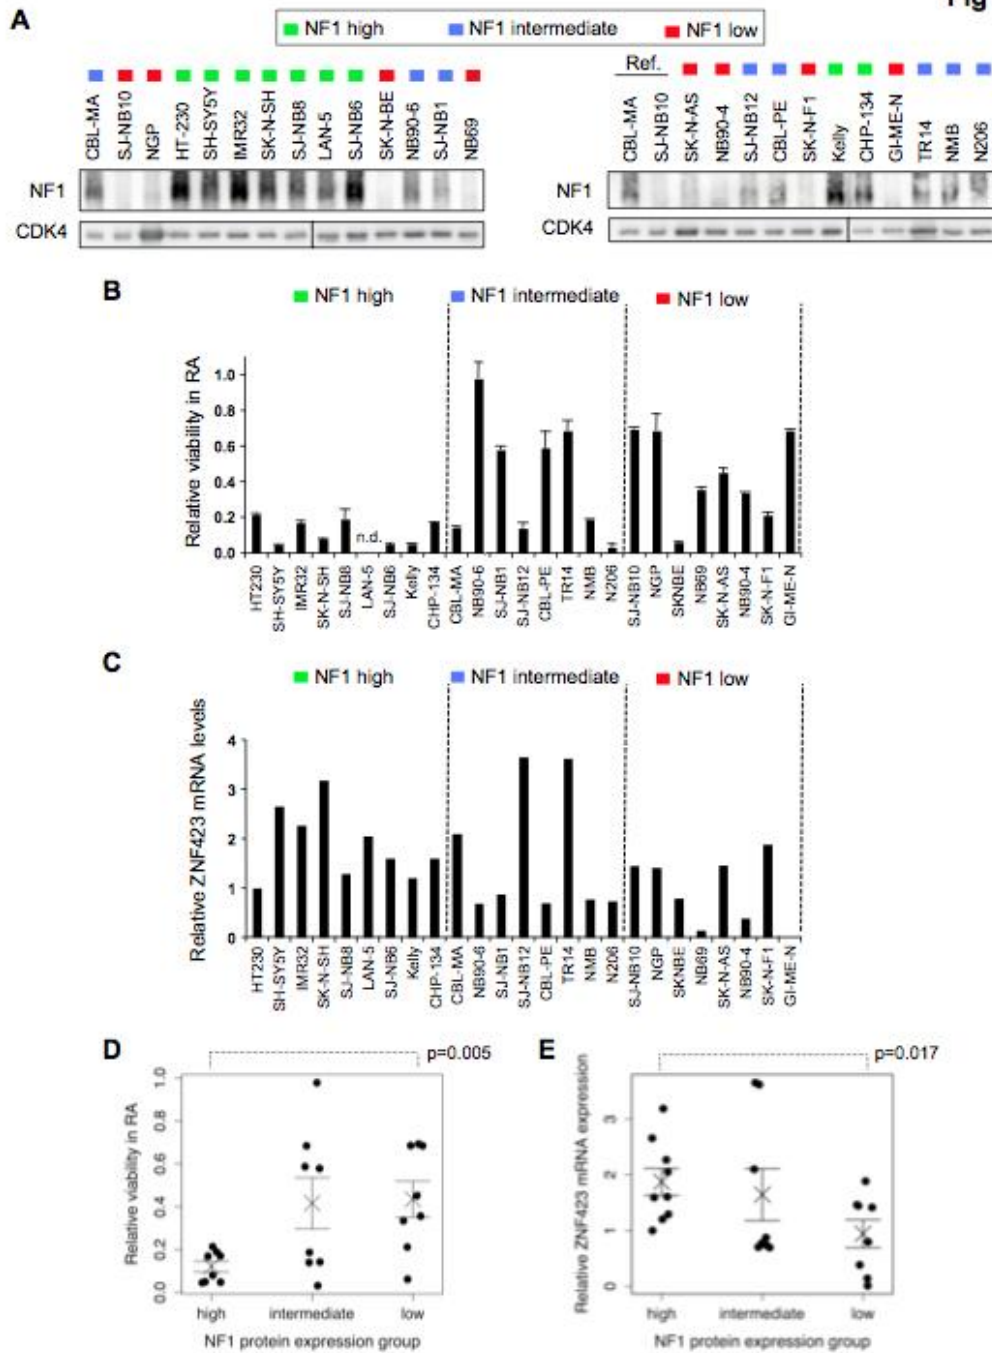 Fig
A
NF1 high NF1 intermediate NF1 low
CBL-MA SJ-NB10 NGP HT-230 SH-SY5Y IMR32 SK-N-SH SJ-NB8 LAN-5 SJ-NB6 SK-N-BE NB90-6 SJ-NB1 NB69
NF1
CDK4
Ref.
CBL-MA SJ-NB10 SK-N-AS NB90-4 SJ-NB12 CBL-PE SK-N-F1 Kelly CHP-134 GI-ME-N TR14 NMB N206
NF1
CDK4
B
NF1 high NF1 intermediate NF1 low
Relative viability in RA
1.0
0.8
0.6
0.4
0.2
0.0
n.d.
HT230 SH-SY5Y IMR32 SK-N-SH SJ-NB8 LAN-5 SJ-NB6 Kelly CHP-134 CBL-MA NB90-6 SJ-NB1 SJ-NB12 CBL-PE TR14 NMB N206 SJ-NB10 NGP SKNBE NB69 SK-N-AS NB90-4 SK-N-F1 GI-ME-N
C
NF1 high NF1 intermediate NF1 low
Relative ZNF423 mRNA levels
4
3
2
1
0
HT230 SH-SY5Y IMR32 SK-N-SH SJ-NB8 LAN-5 SJ-NB6 Kelly CHP-134 CBL-MA NB90-6 SJ-NB1 SJ-NB12 CBL-PE TR14 NMB N206 SJ-NB10 NGP SKNBE NB69 SK-N-AS NB90-4 SK-N-F1 GI-ME-N
D
p=0.005
Relative viability in RA
1.0
0.8
0.6
0.4
0.2
0.0
high intermediate low
NF1 protein expression group
E
p=0.017
Relative ZNF423 mRNA expression
3
2
1
0
high intermediate low
NF1 protein expression group